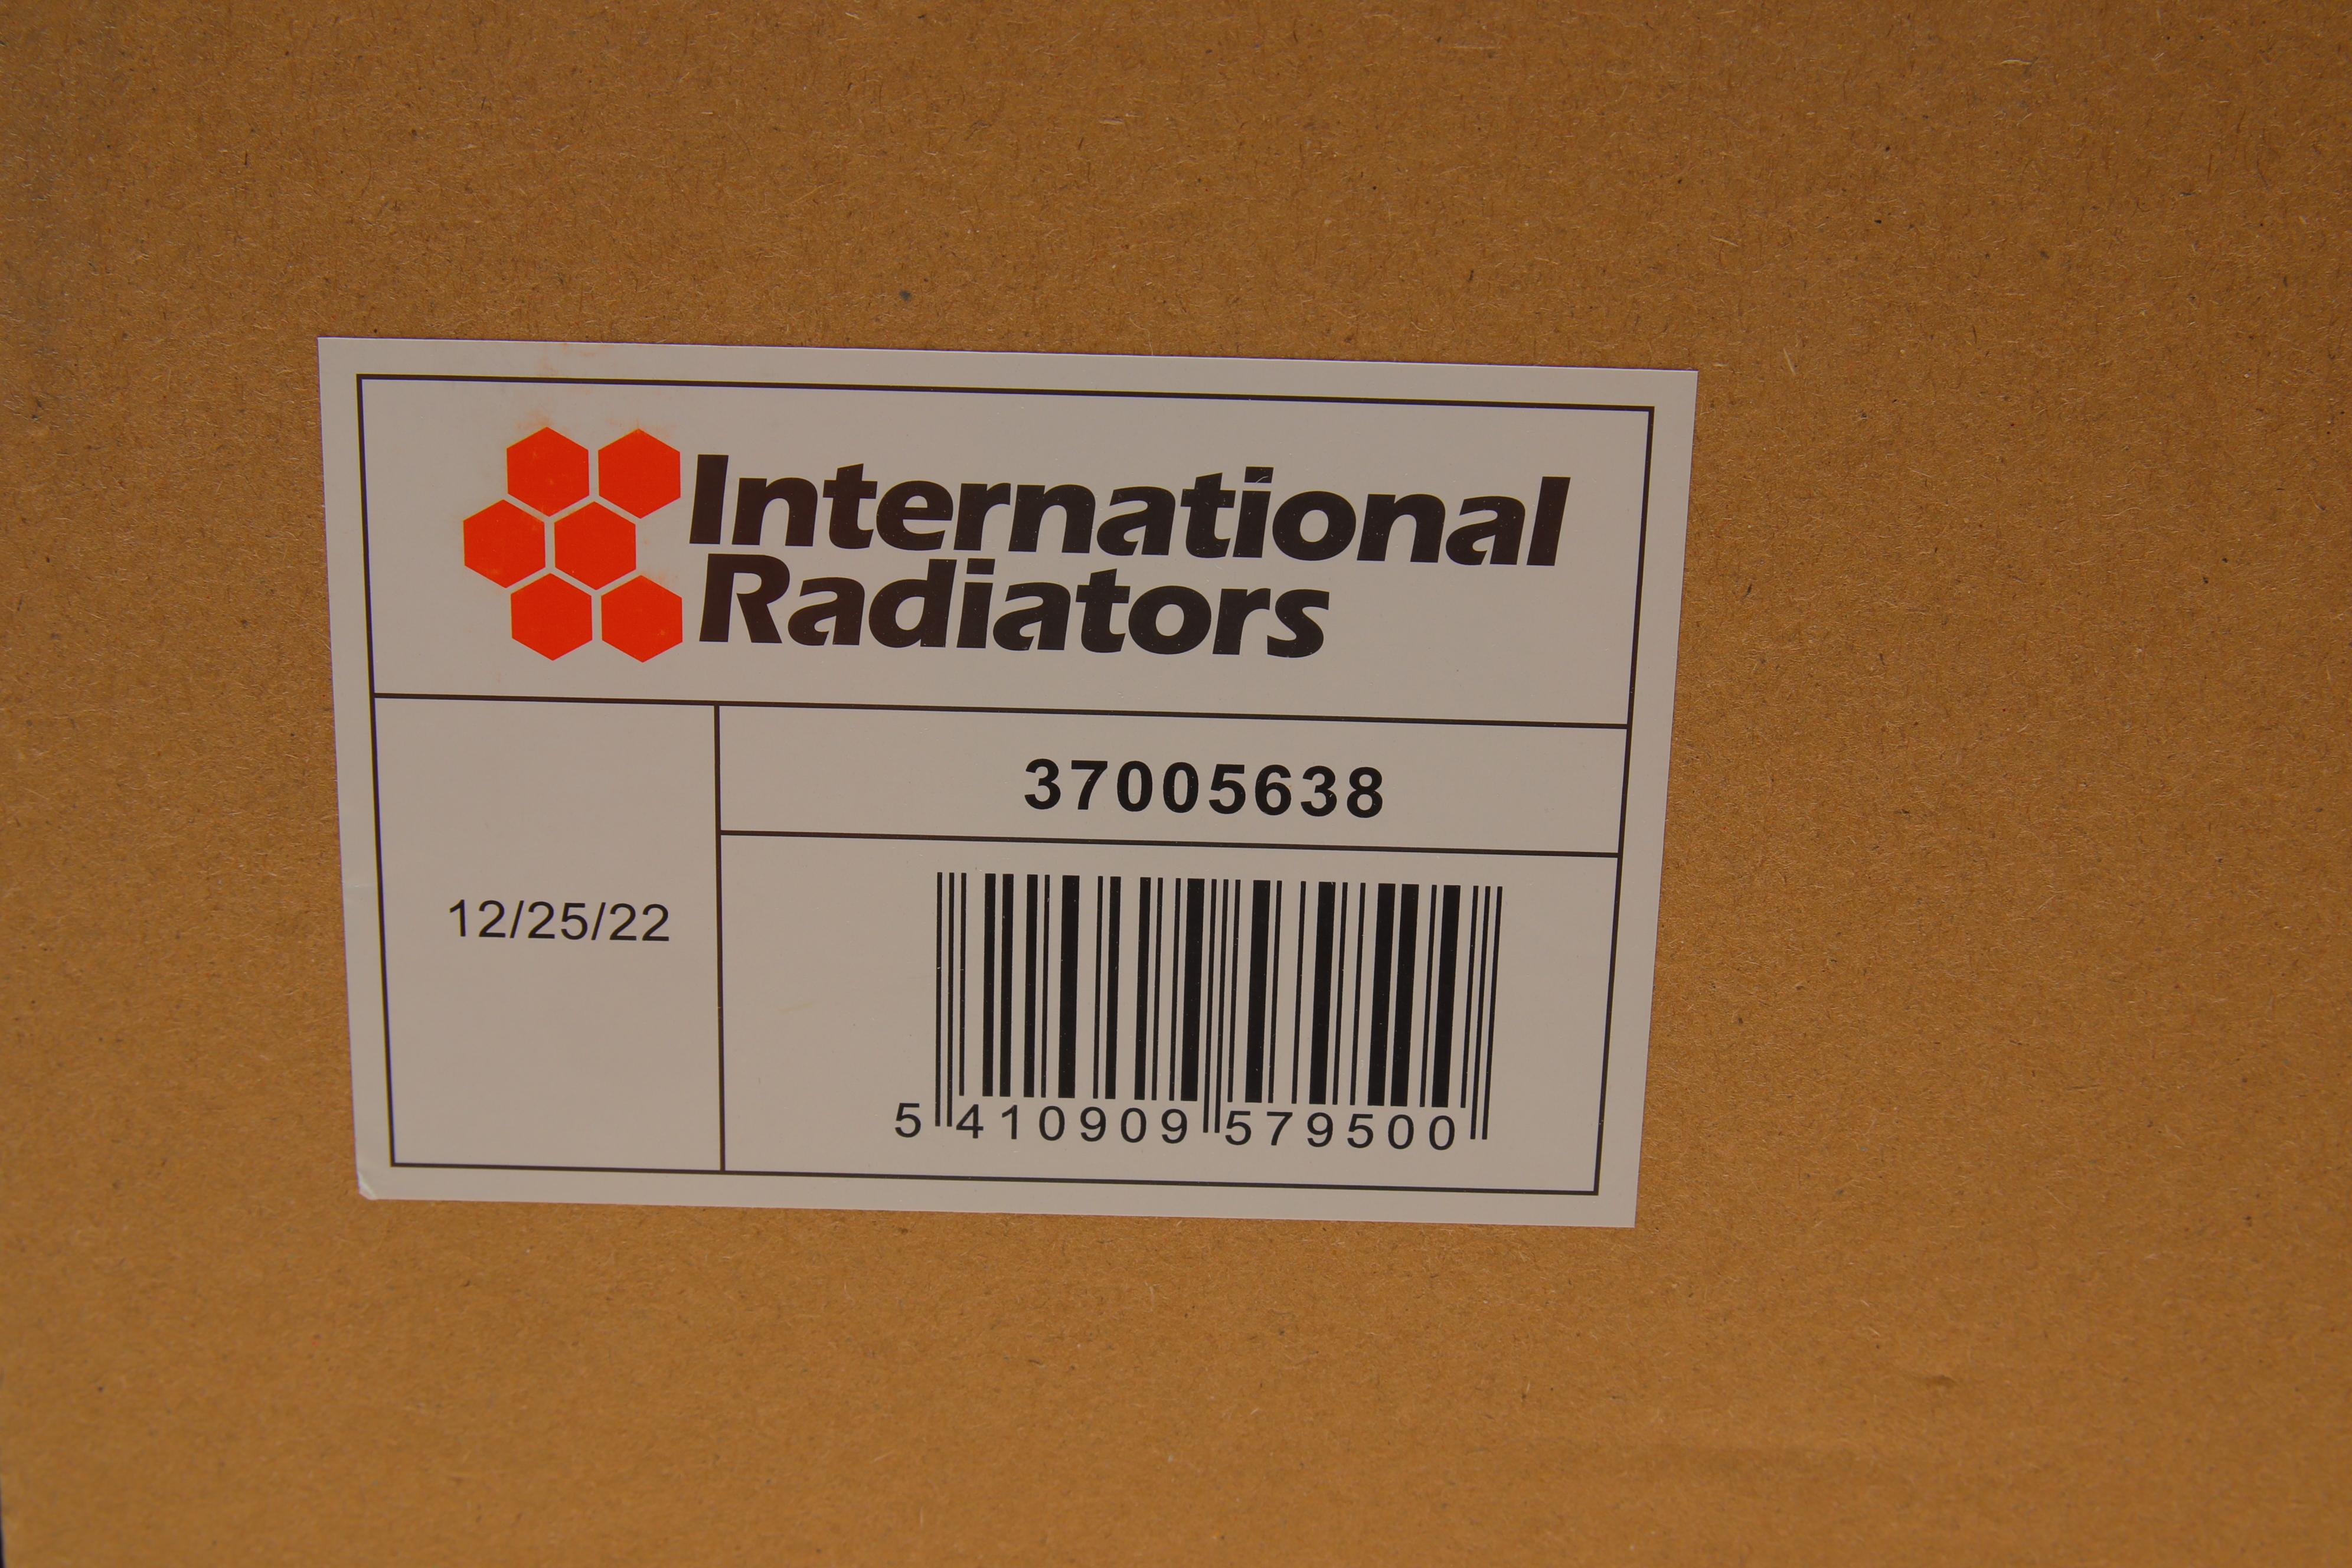 International
Radiators
37005638
12/25/22
5 410909 579500